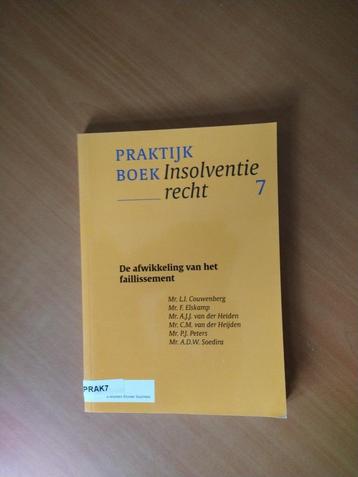 PRAKTIJK
BOEK Insolventie
recht 7
De afwikkeling van het
faillissement
Mr. L.J. Couwenberg
Mr. F. Elskamp
Mr. A.J.J. van der Heiden
Mr. C.M. van der Heijden
Mr. P.J. Peters
Mr. A.D.W. Soedira
PRAK7